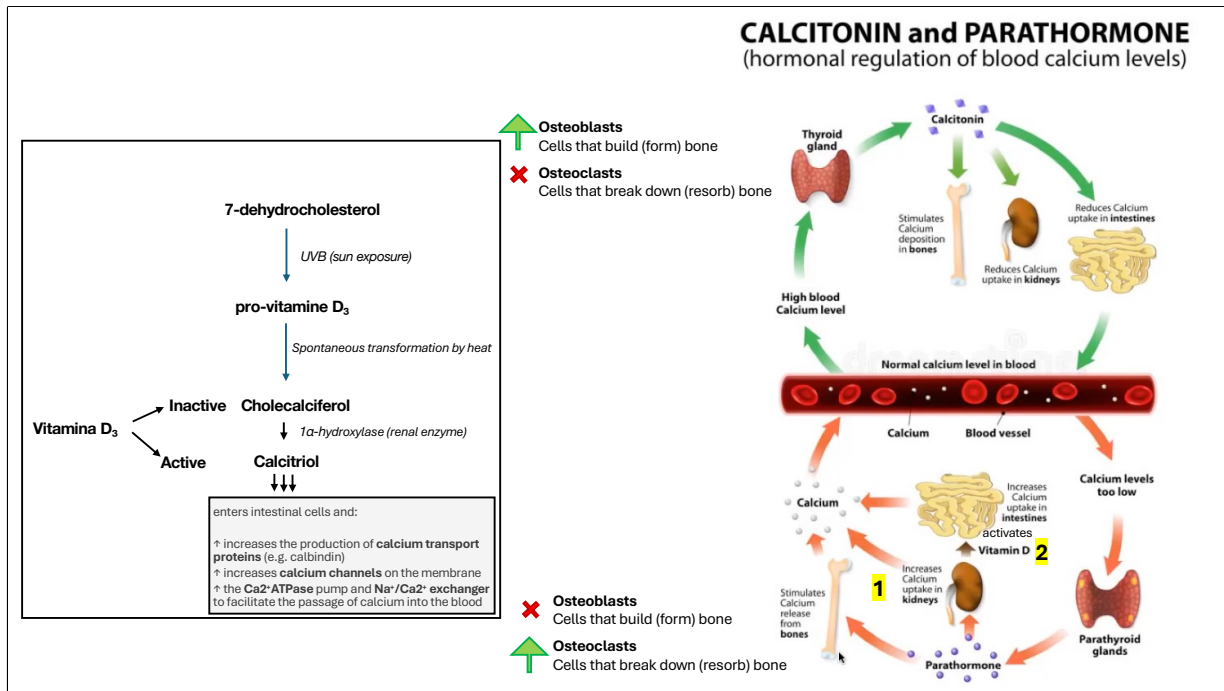 CALCITONIN and PARATHORMONE
(hormonal regulation of blood calcium levels)
7-dehydrocholesterol
UVB (sun exposure)
pro-vitamine D₃
Spontaneous transformation by heat
Vitamina D₃
Inactive
Cholecalciferol
1α-hydroxylase (renal enzyme)
Active
Calcitriol
enters intestinal cells and:
↑ increases the production of calcium transport
proteins (e.g. calbindin)
↑ increases calcium channels on the membrane
↑ the Ca2⁺ATPase pump and Na⁺/Ca2⁺ exchanger
to facilitate the passage of calcium into the blood
Osteoblasts
Cells that build (form) bone
Osteoclasts
Cells that break down (resorb) bone
Osteoblasts
Cells that build (form) bone
Osteoclasts
Cells that break down (resorb) bone
Calcitonin
Thyroid
gland
Stimulates
Calcium
deposition
in bones
Reduces Calcium
uptake in kidneys
Reduces Calcium
uptake in intestines
High blood
Calcium level
Normal calcium level in blood
Calcium
Blood vessel
Calcium
Increases
Calcium
uptake in
intestines
activates
Vitamin D
2
Calcium levels
too low
1
Increases
Calcium
uptake in
kidneys
Stimulates
Calcium
release
from
bones
Parathormone
Parathyroid
glands